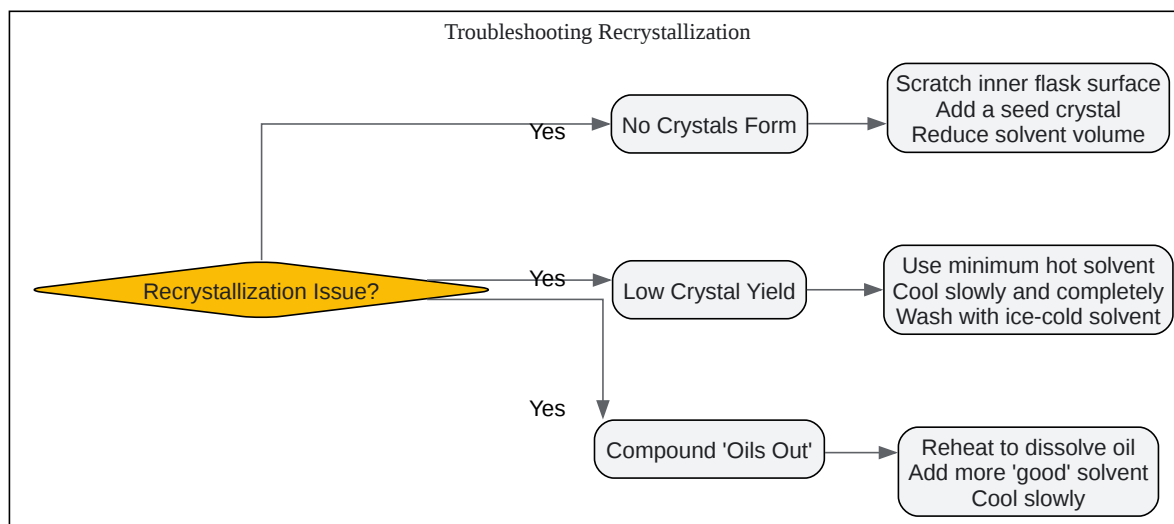 Troubleshooting Recrystallization
Scratch inner flask surface
Add a seed crystal
Reduce solvent volume
Yes
No Crystals Form
Recrystallization Issue?
Yes
Low Crystal Yield
Use minimum hot solvent
Cool slowly and completely
Wash with ice-cold solvent
Yes
Compound 'Oils Out'
Reheat to dissolve oil
Add more 'good' solvent
Cool slowly